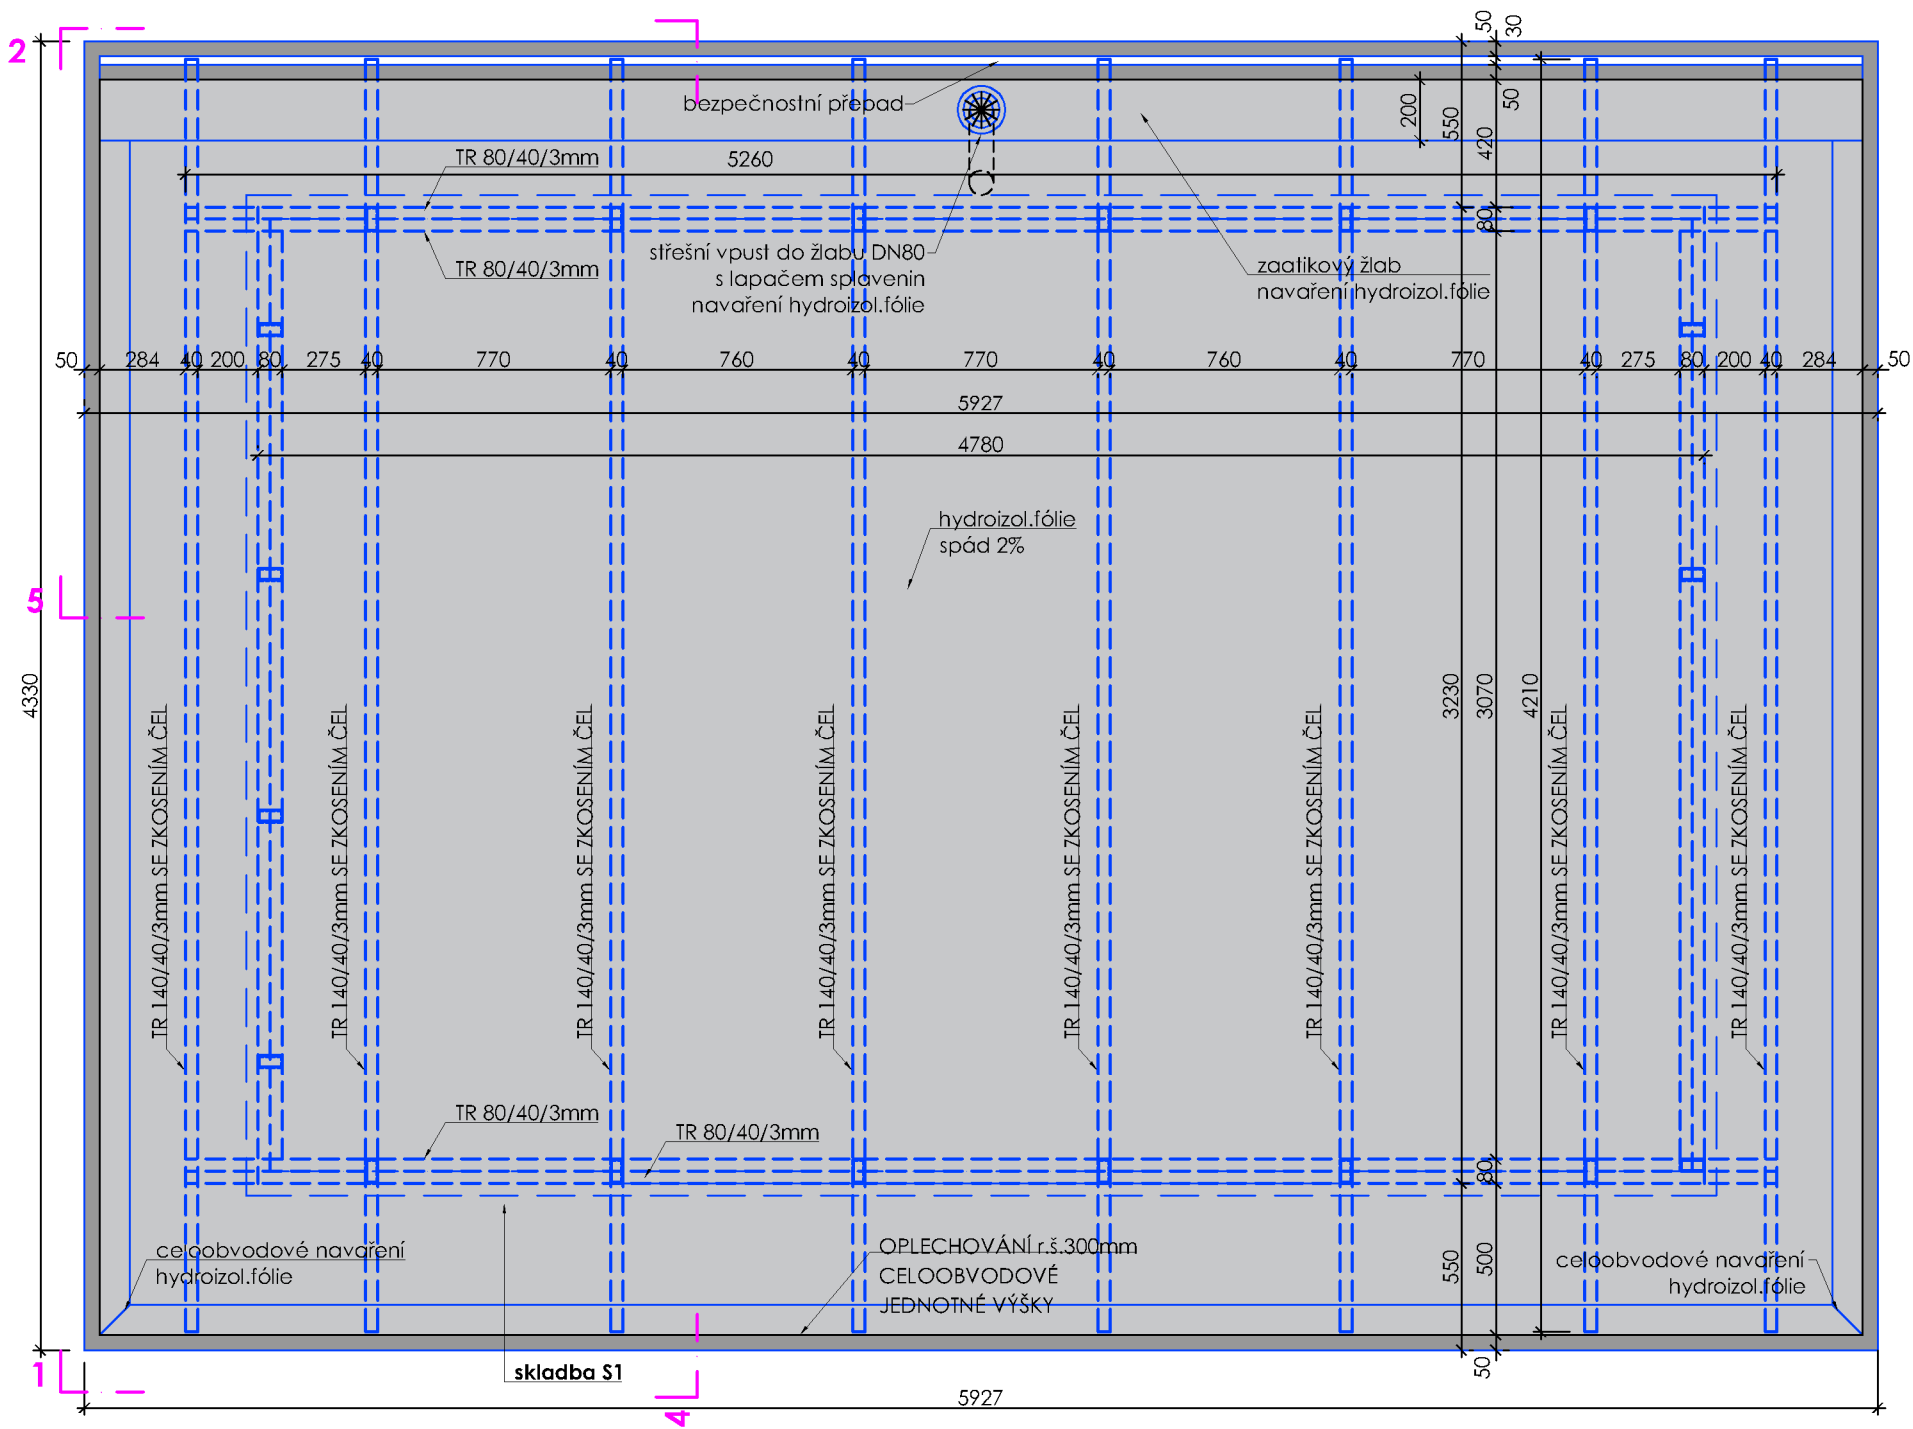 50
30
2
bezpečnostní přepad
200
550
50
420
TR 80/40/3mm
5260
80
střešní vpust do žlabu DN80
s lapačem splavenin
navaření hydroizol.fólie
TR 80/40/3mm
zaatikový žlab
navaření hydroizol.fólie
50 284 40 200 80 275 40 770 40 760 40 770 40 760 40 770 40 275 80 200 40 284 50
5927
4780
hydroizol.fólie
spád 2%
5
4330
3230
3070
4210
TR 140/40/3mm SE ZKOSENÍM ČEL
TR 140/40/3mm SE ZKOSENÍM ČEL
TR 140/40/3mm SE ZKOSENÍM ČEL
TR 140/40/3mm SE ZKOSENÍM ČEL
TR 140/40/3mm SE ZKOSENÍM ČEL
TR 140/40/3mm SE ZKOSENÍM ČEL
TR 140/40/3mm SE ZKOSENÍM ČEL
TR 140/40/3mm SE ZKOSENÍM ČEL
TR 80/40/3mm
TR 80/40/3mm
80
celoobvodové navaření
hydroizol.fólie
OPLECHOVÁNÍ r.š.300mm
CELOOBVODOVÉ
JEDNOTNÉ VÝŠKY
550
500
celoobvodové navaření
hydroizol.fólie
1
skladba S1
50
5927
4